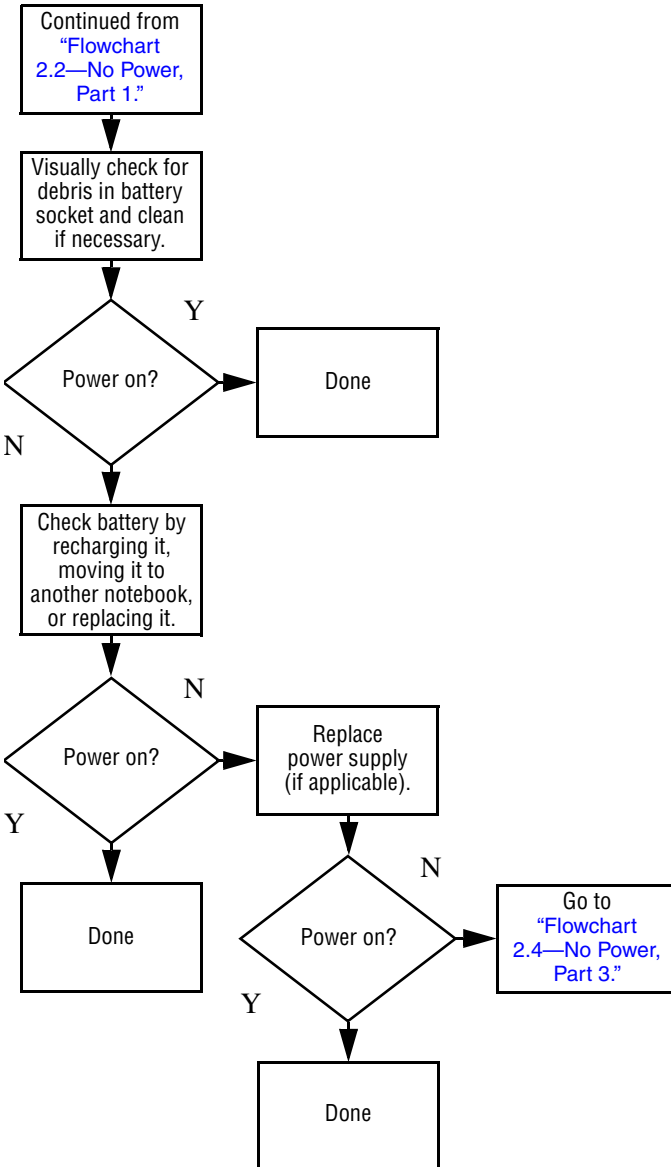 Continued from
“Flowchart
2.2—No Power,
Part 1.”
Visually check for
debris in battery
socket and clean
if necessary.
Y
Power on?
Done
N
Check battery by
recharging it,
moving it to
another notebook,
or replacing it.
N
Power on?
Replace
power supply
(if applicable).
Y
Done
N
Power on?
Go to
“Flowchart
2.4—No Power,
Part 3.”
Y
Done